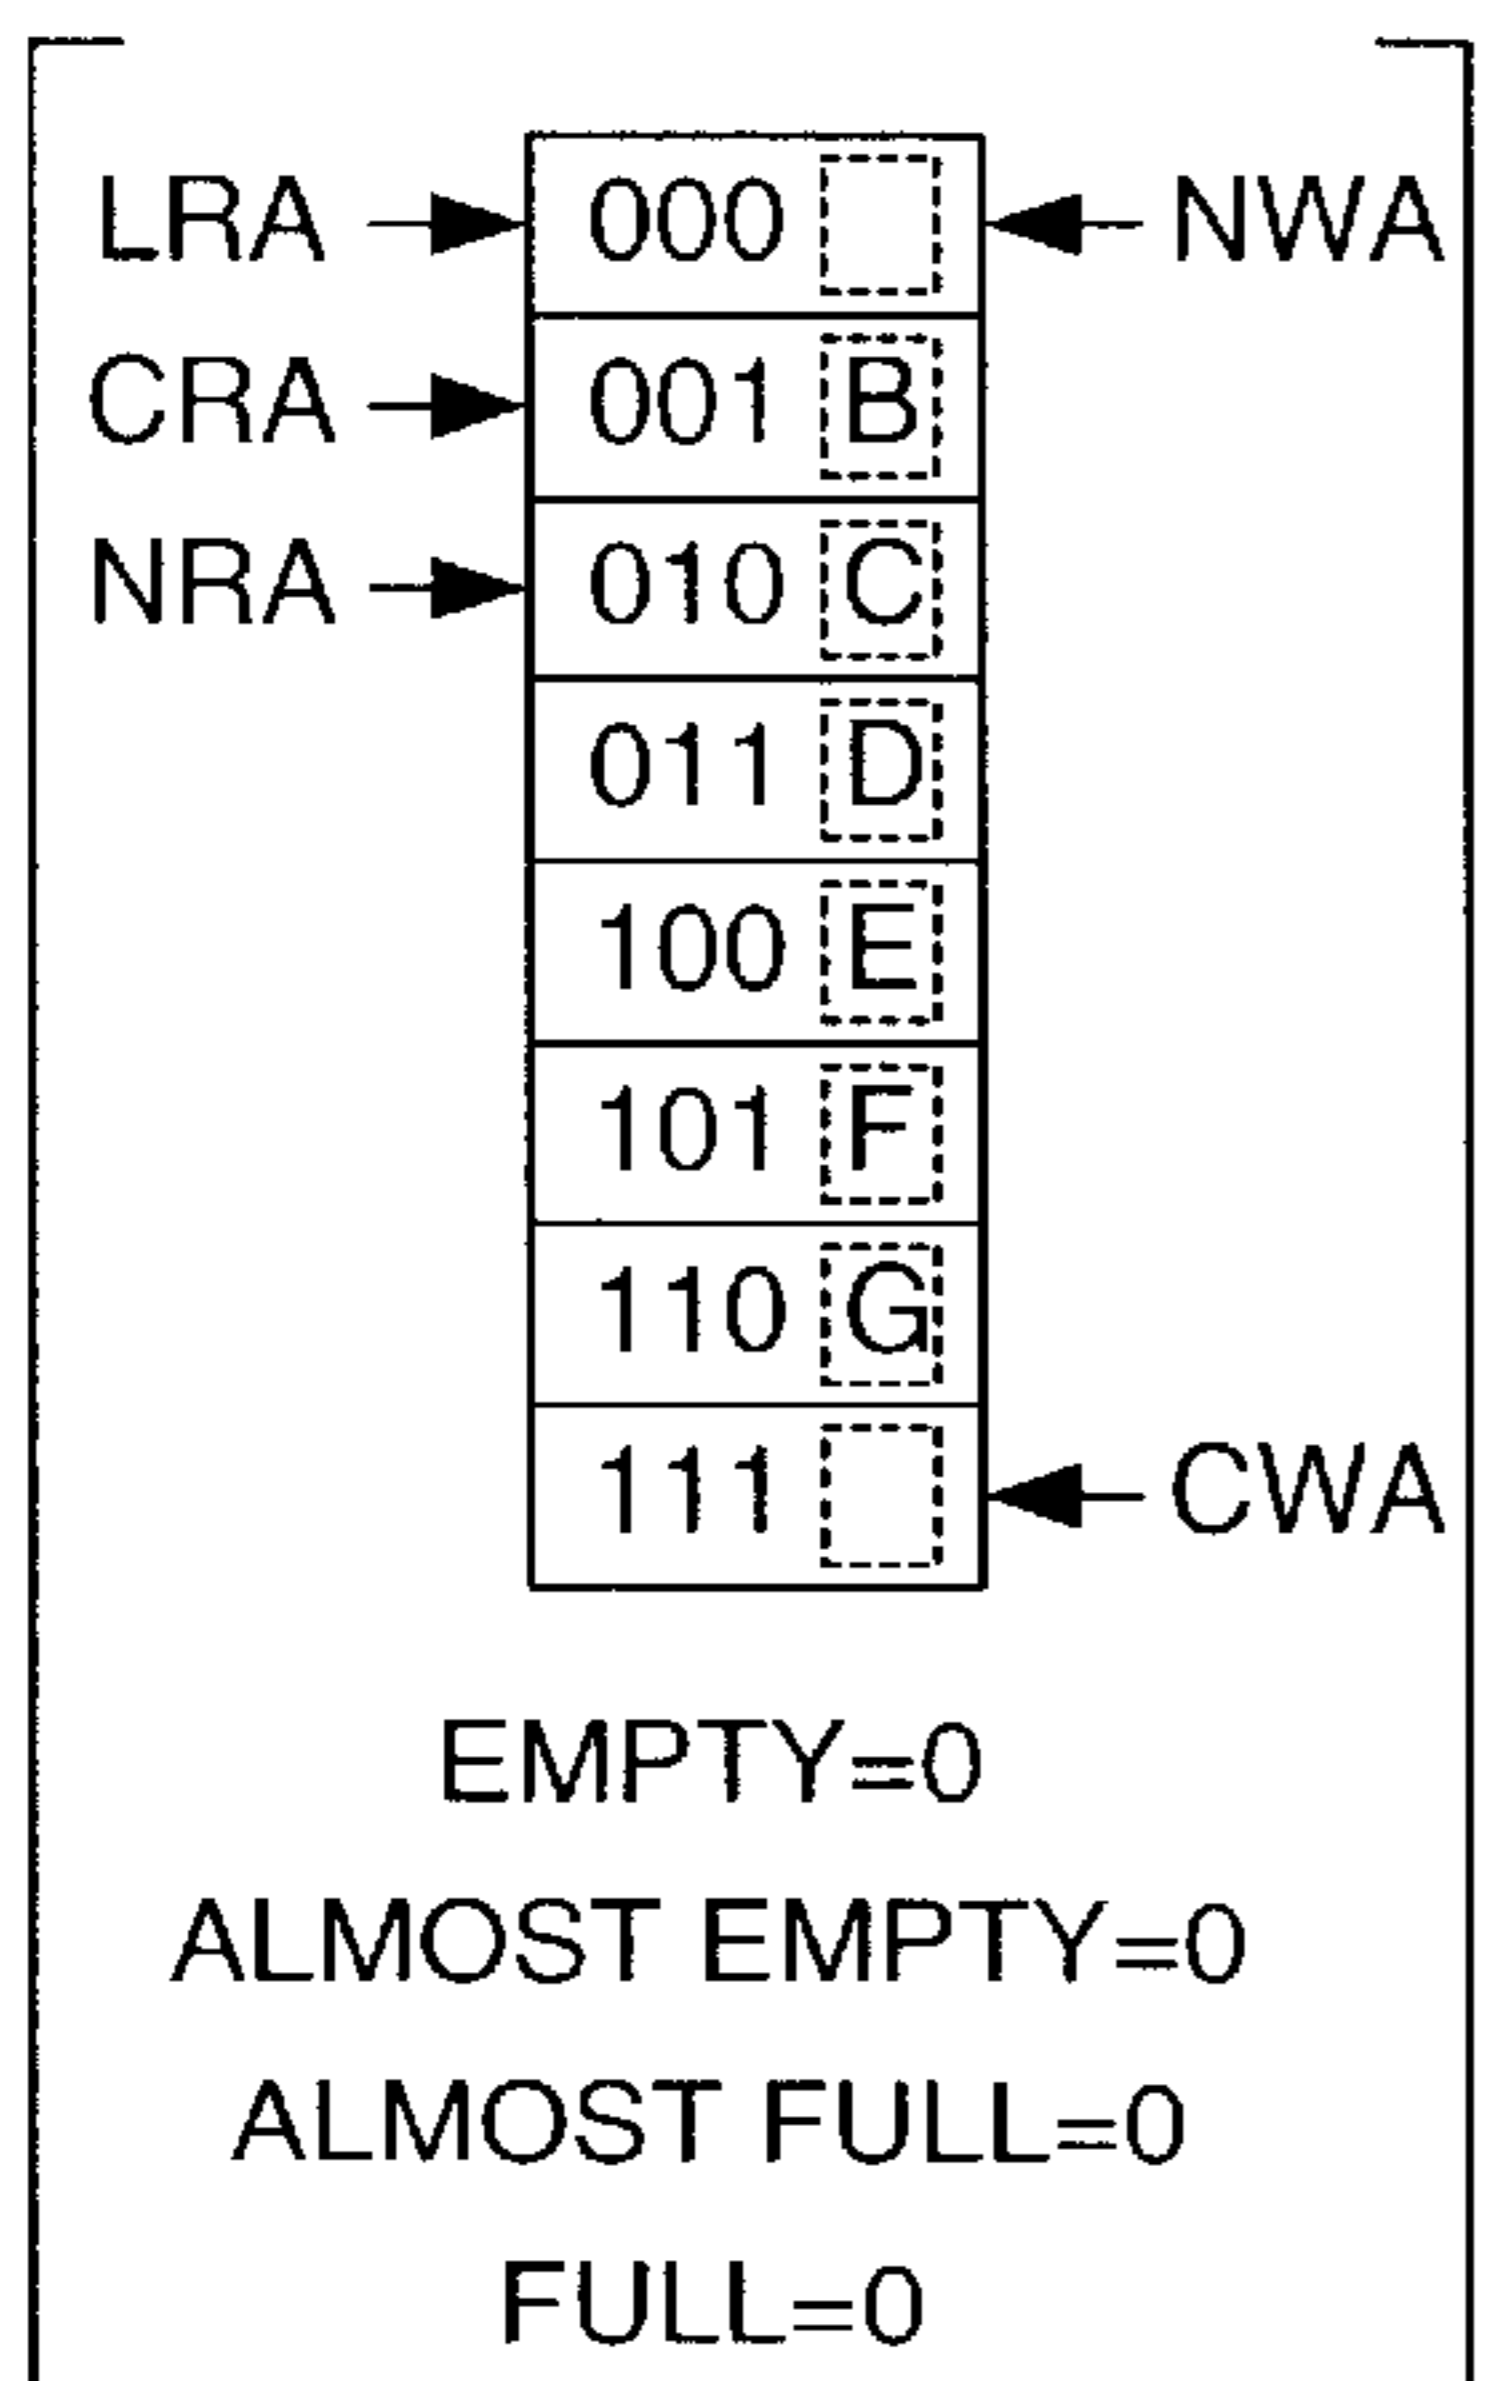 LRA 000 NWA
CRA 001 B
NRA 010 C
011 D
100 E
101 F
110 G
111 CWA
EMPTY=0
ALMOST EMPTY=0
ALMOST FULL=0
FULL=0